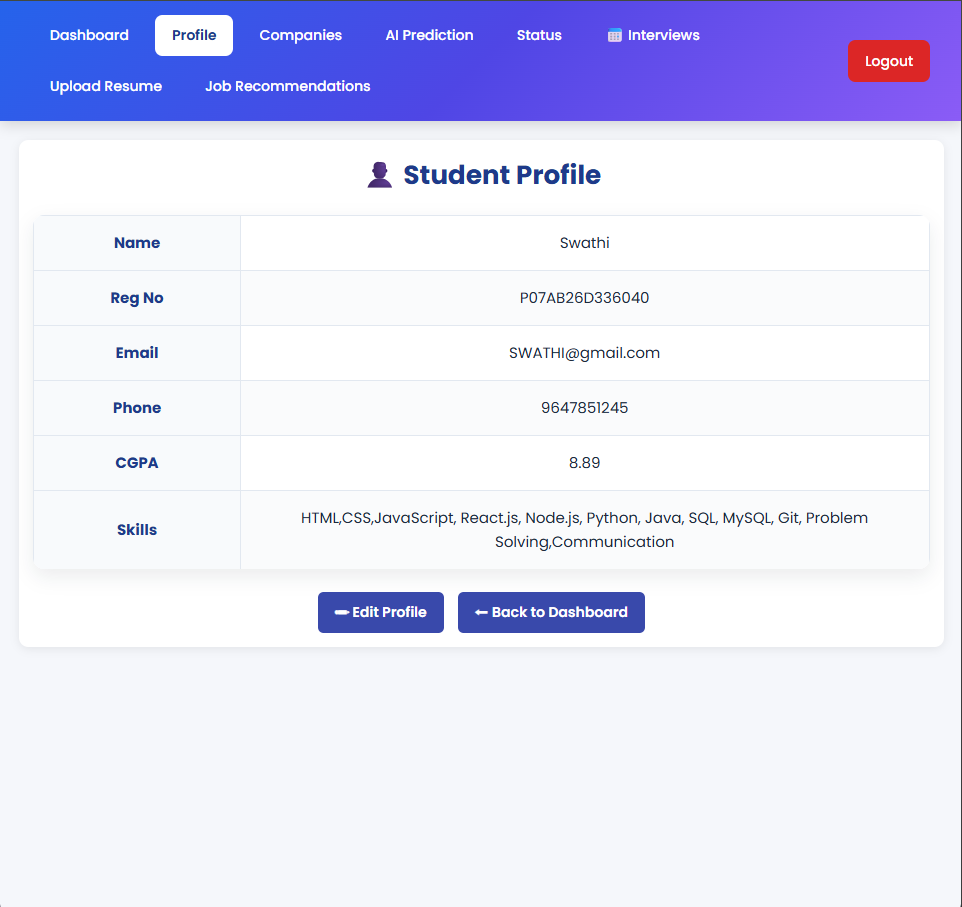 Dashboard Profile Companies AI Prediction Status Interviews
Upload Resume Job Recommendations
Logout
Student Profile
Name Swathi
Reg No P07AB26D336040
Email SWATHI@gmail.com
Phone 9647851245
CGPA 8.89
Skills HTML,CSS,JavaScript, React.js, Node.js, Python, Java, SQL, MySQL, Git, Problem
Solving,Communication
Edit Profile ← Back to Dashboard